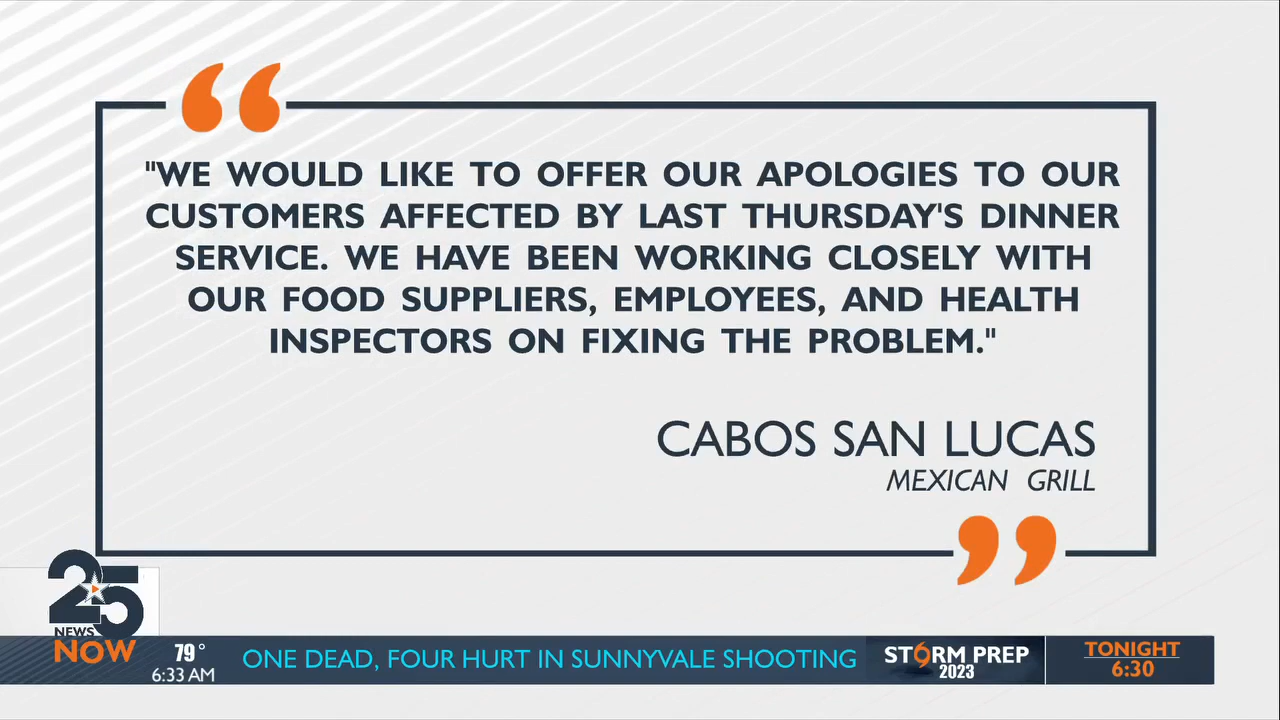 "WE WOULD LIKE TO OFFER OUR APOLOGIES TO OUR
CUSTOMERS AFFECTED BY LAST THURSDAY'S DINNER
SERVICE. WE HAVE BEEN WORKING CLOSELY WITH
OUR FOOD SUPPLIERS, EMPLOYEES, AND HEALTH
INSPECTORS ON FIXING THE PROBLEM."
CABOS SAN LUCAS
MEXICAN GRILL
25
NEWS
NOW
79°
6:33 AM
ONE DEAD, FOUR HURT IN SUNNYVALE SHOOTING
STORM PREP
2023
TONIGHT
6:30